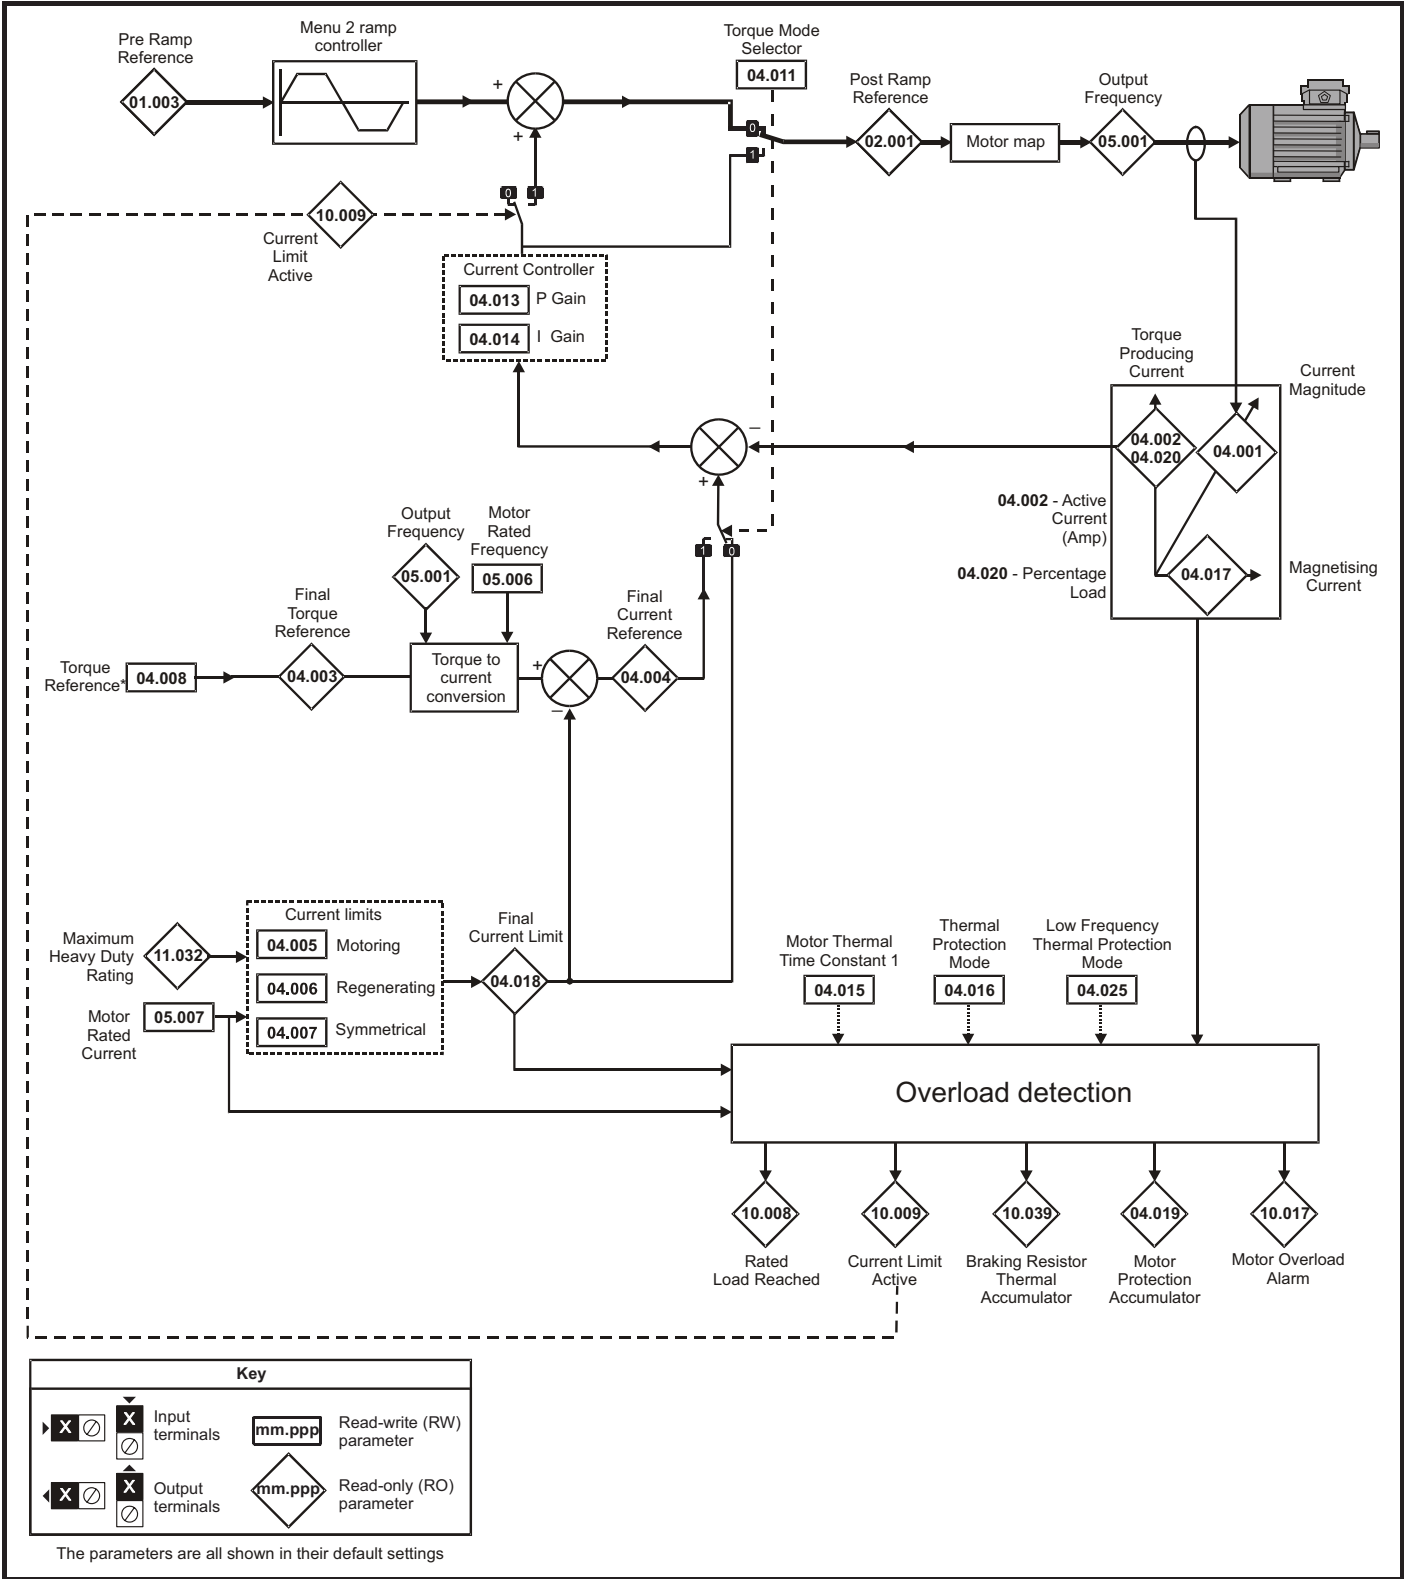 Pre Ramp
Reference
01.003
Menu 2 ramp
controller
+
+
Torque Mode
Selector
04.011
0
1
Post Ramp
Reference
02.001
Motor map
Output
Frequency
05.001
10.009
Current
Limit
Active
0
1
Current Controller
04.013 P Gain
04.014 I Gain
Torque
Producing
Current
Current
Magnitude
04.002
04.020
04.001
04.017
Magnetising
Current
04.002 - Active
Current
(Amp)
04.020 - Percentage
Load
–
+
1
0
Output
Frequency
05.001
Motor
Rated
Frequency
05.006
Torque
Reference*
04.008
Final
Torque
Reference
04.003
Torque to
current
conversion
+
–
Final
Current
Reference
04.004
Maximum
Heavy Duty
Rating
11.032
Motor
Rated
Current
05.007
Current limits
04.005 Motoring
04.006 Regenerating
04.007 Symmetrical
Final
Current Limit
04.018
Motor Thermal
Time Constant 1
04.015
Thermal
Protection
Mode
04.016
Low Frequency
Thermal Protection
Mode
04.025
Overload detection
10.008
Rated
Load Reached
10.009
Current Limit
Active
10.039
Braking Resistor
Thermal
Accumulator
04.019
Motor
Protection
Accumulator
10.017
Motor Overload
Alarm
Key
X
X
Input
terminals
mm.ppp
Read-write (RW)
parameter
X
X
Output
terminals
mm.ppp
Read-only (RO)
parameter
The parameters are all shown in their default settings